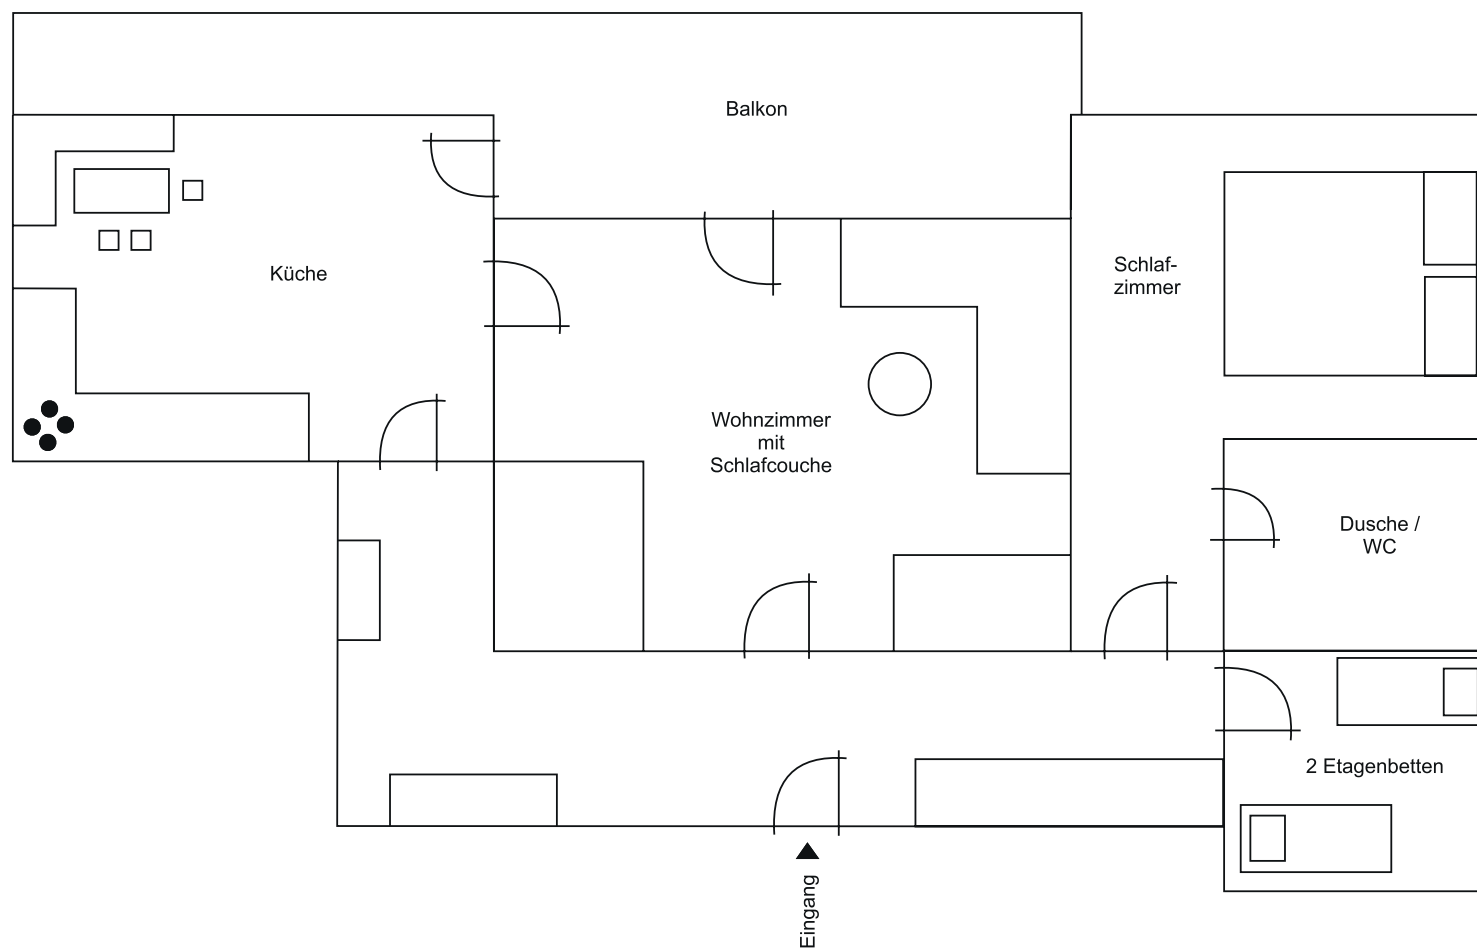 Balkon
Küche
Schlaf-
zimmer
Wohnzimmer
mit
Schlafcouche
Dusche /
WC
2 Etagenbetten
Eingang